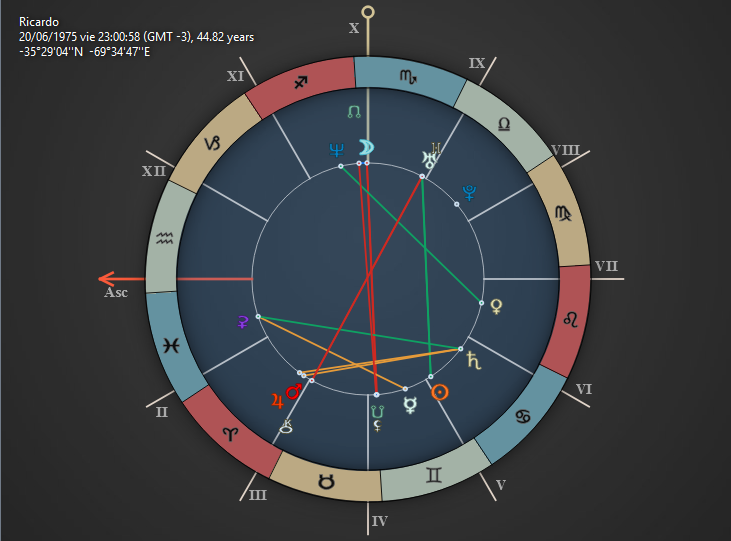 Ricardo
20/06/1975 vie 23:00:58 (GMT -3), 44.82 years
-35°29'04''N  -69°34'47''E
X
XI
IX
XII
VIII
Asc
VII
II
VI
III
V
IV